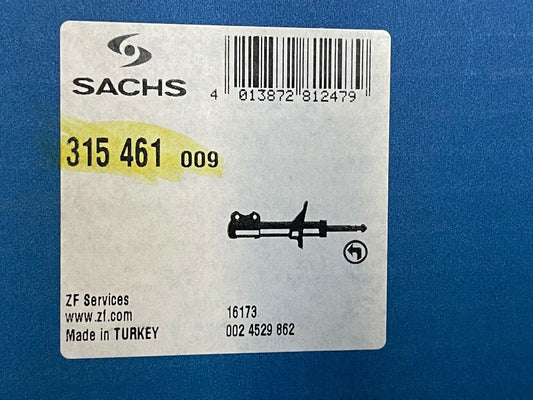 SACHS
4 013872 812479
315 461 009
ZF Services
www.zf.com
Made in TURKEY
16173
002 4529 862